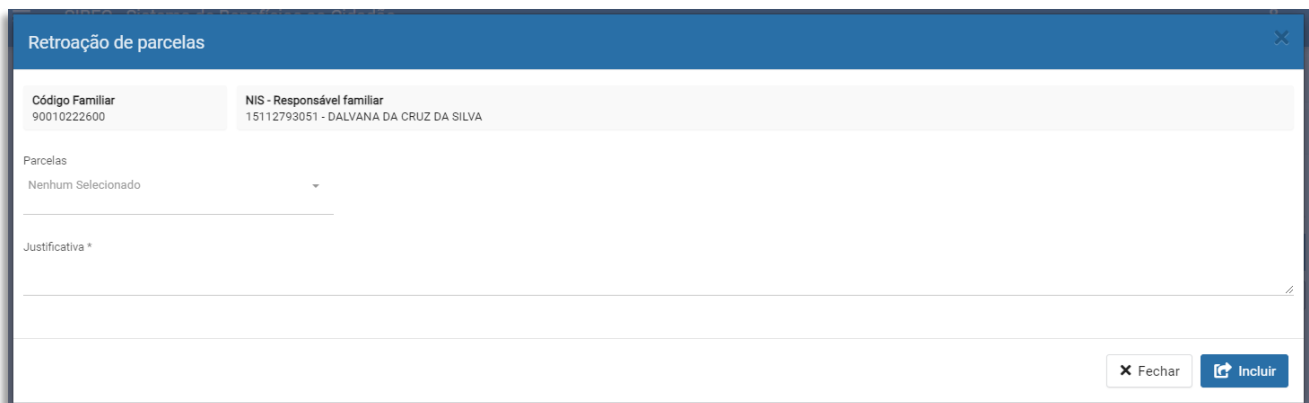 Retroação de parcelas
Código Familiar
90010222600
NIS - Responsável familiar
15112793051 - DALVANA DA CRUZ DA SILVA
Parcelas
Nenhum Selecionado
Justificativa *
Fechar
Incluir